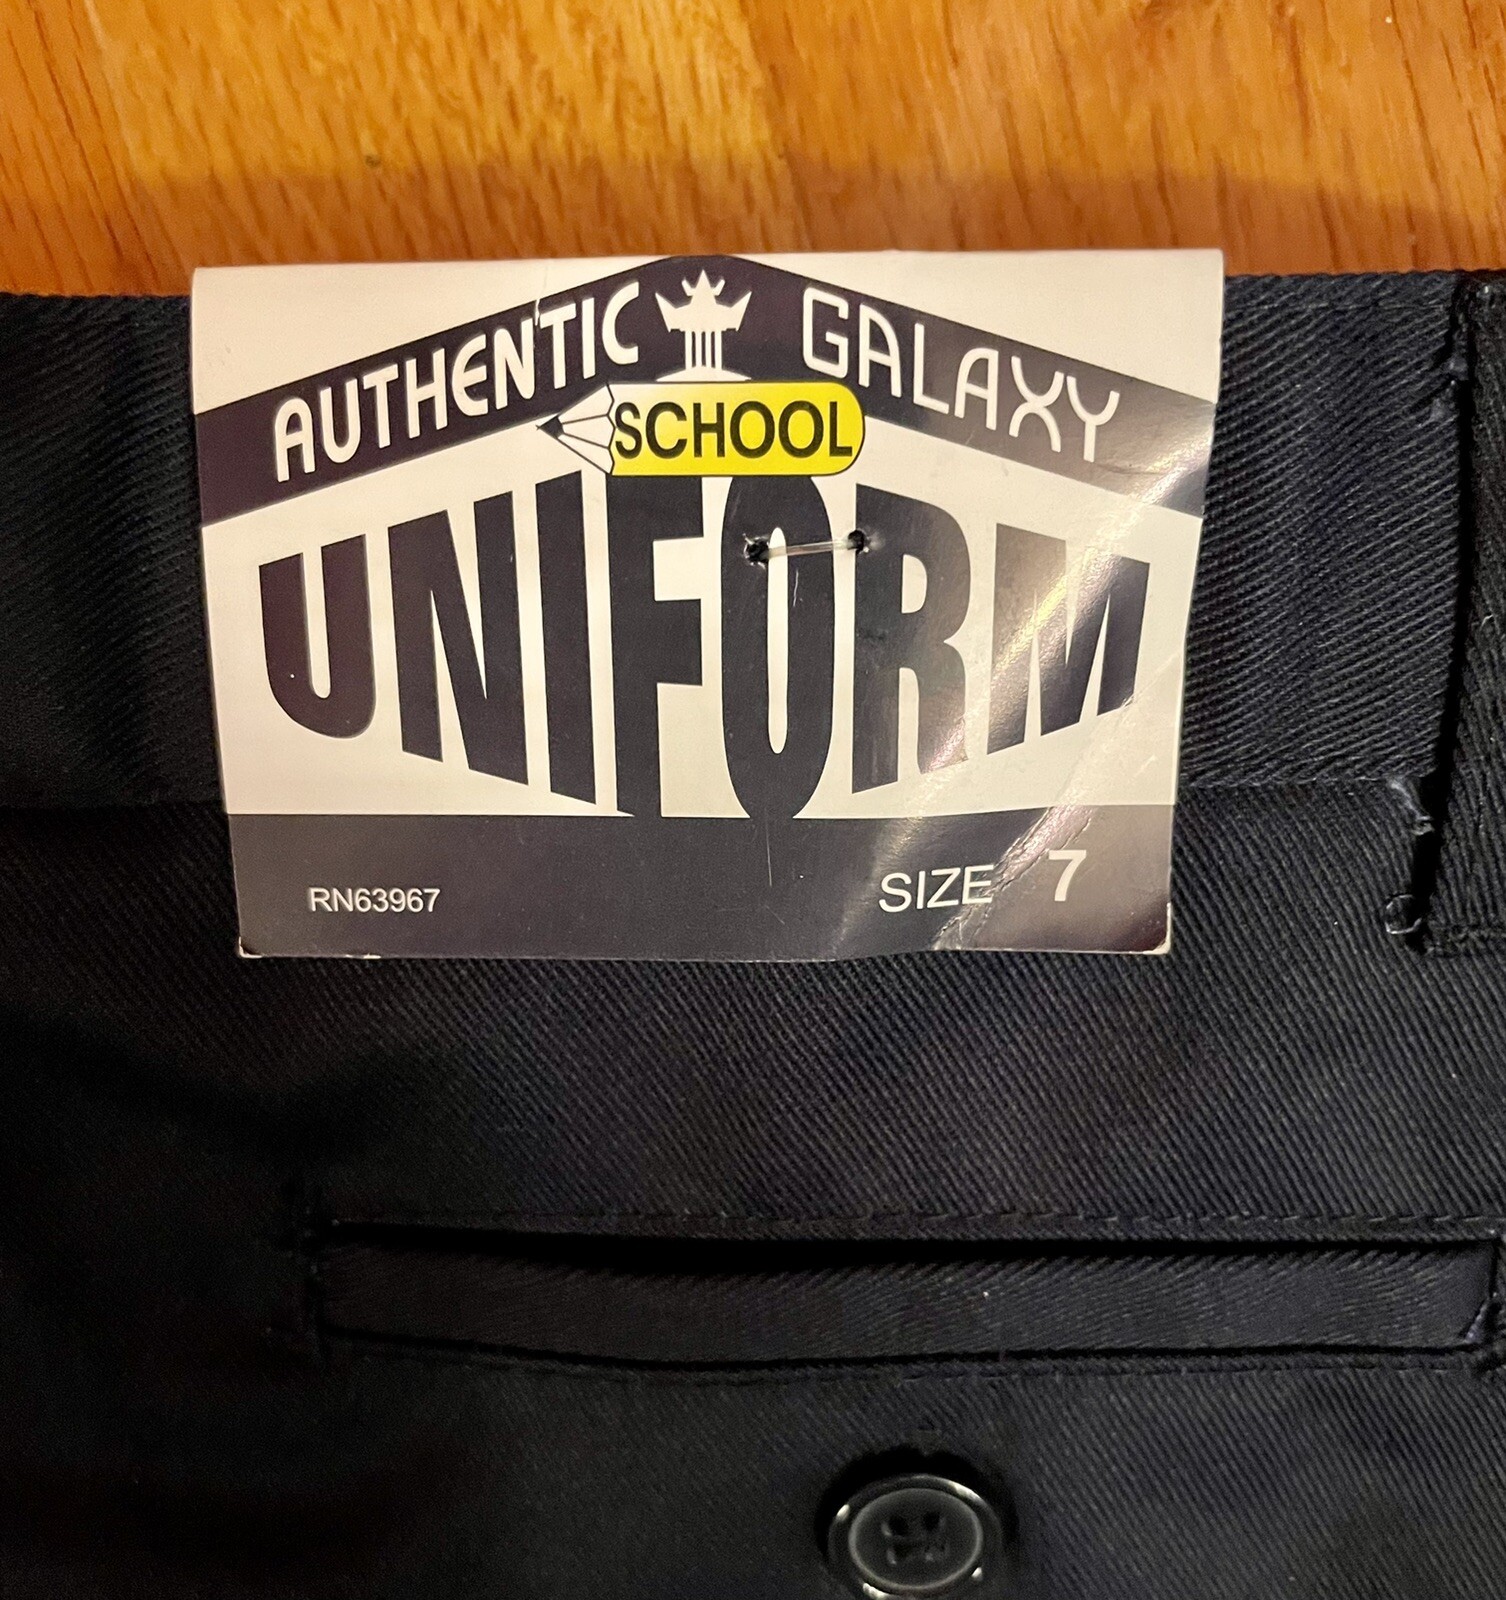 AUTHENTIC GALAXY
SCHOOL
UNIFORM
RN63967 SIZE 7